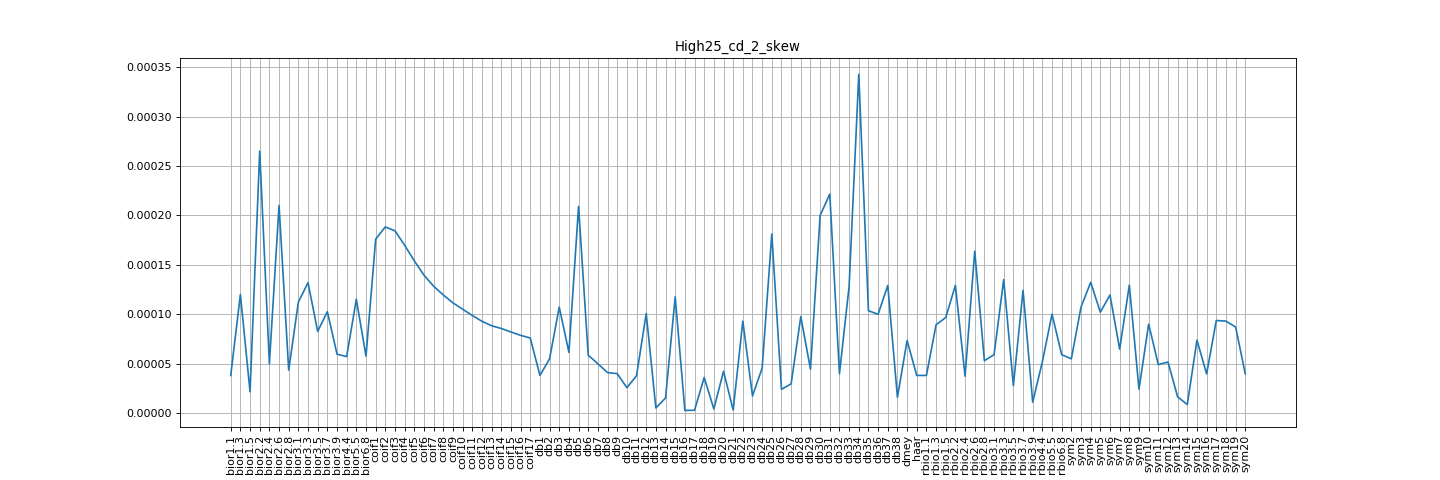 High25_cd_2_skew
0.00035
0.00030
0.00025
0.00020
0.00015
0.00010
0.00005
0.00000
bior1.1
bior1.3
bior1.5
bior2.2
bior2.4
bior2.6
bior2.8
bior3.1
bior3.3
bior3.5
bior3.7
bior3.9
bior4.4
bior5.5
bior6.8
coif1
coif2
coif3
coif4
coif5
coif6
coif7
coif8
coif9
coif10
coif11
coif12
coif13
coif14
coif15
coif16
coif17
db1
db2
db3
db4
db5
db6
db7
db8
db9
db10
db11
db12
db13
db14
db15
db16
db17
db18
db19
db20
db21
db22
db23
db24
db25
db26
db27
db28
db29
db30
db31
db32
db33
db34
db35
db36
db37
db38
dmey
haar
rbio1.1
rbio1.3
rbio1.5
rbio2.2
rbio2.4
rbio2.6
rbio2.8
rbio3.1
rbio3.3
rbio3.5
rbio3.7
rbio3.9
rbio4.4
rbio5.5
rbio6.8
sym2
sym3
sym4
sym5
sym6
sym7
sym8
sym9
sym10
sym11
sym12
sym13
sym14
sym15
sym16
sym17
sym18
sym19
sym20